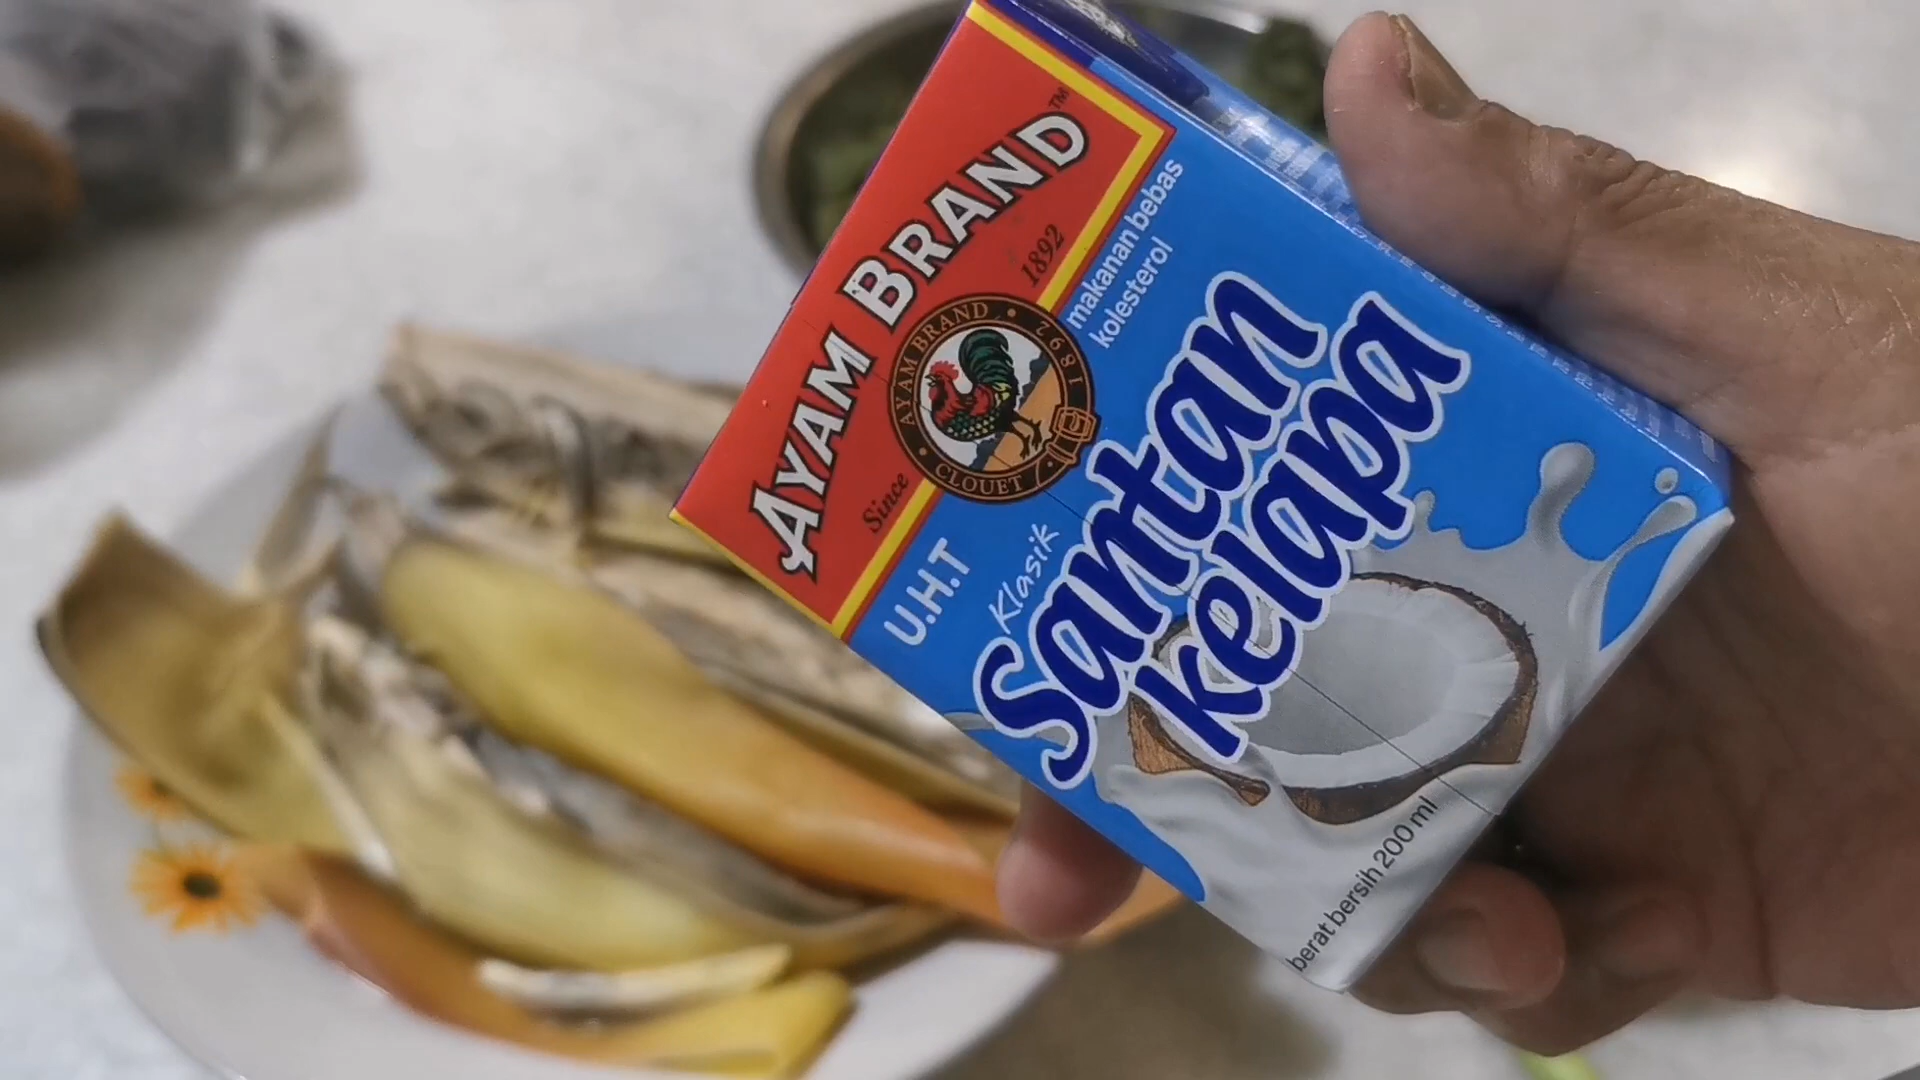 AYAM BRAND™
Since 1892
AYAM BRAND • 1892
• CLOUET •
makanan bebas
kolesterol
U.H.T
Klasik
Santan
kelapa
berat bersih 200 ml